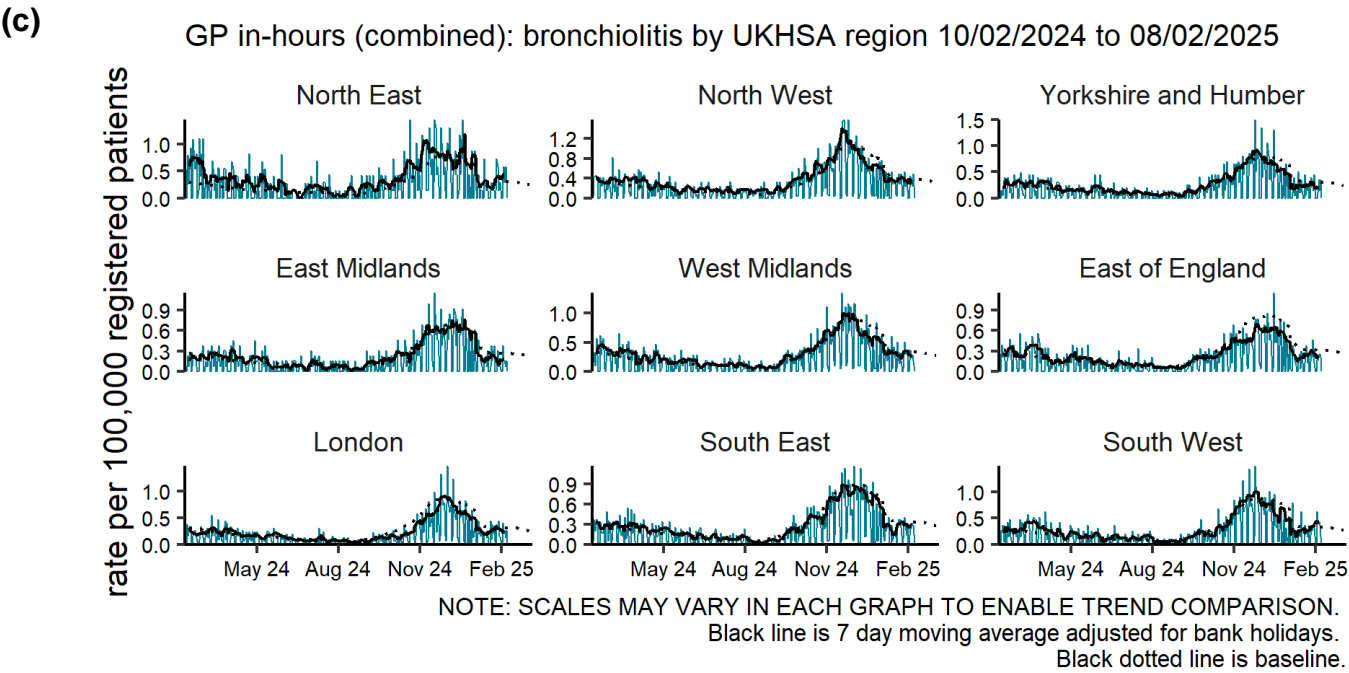 (c)
GP in-hours (combined): bronchiolitis by UKHSA region 10/02/2024 to 08/02/2025
rate per 100,000 registered patients
North East
1.0
0.5
0.0
North West
1.2
0.8
0.4
0.0
Yorkshire and Humber
1.5
1.0
0.5
0.0
East Midlands
0.9
0.6
0.3
0.0
West Midlands
1.0
0.5
0.0
East of England
0.9
0.6
0.3
0.0
London
1.0
0.5
0.0
South East
0.9
0.6
0.3
0.0
South West
1.0
0.5
0.0
May 24 Aug 24 Nov 24 Feb 25
May 24 Aug 24 Nov 24 Feb 25
May 24 Aug 24 Nov 24 Feb 25
NOTE: SCALES MAY VARY IN EACH GRAPH TO ENABLE TREND COMPARISON.
Black line is 7 day moving average adjusted for bank holidays.
Black dotted line is baseline.